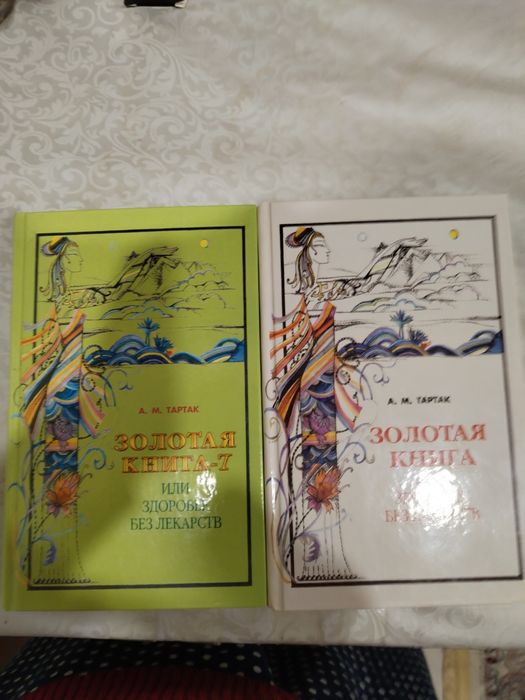 А. М. ТАРТАК
ЗОЛОТАЯ
КНИГА-7
ИЛИ
ЗДОРОВЬЕ
БЕЗ ЛЕКАРСТВ
А. М. ТАРТАК
ЗОЛОТАЯ
КНИГА